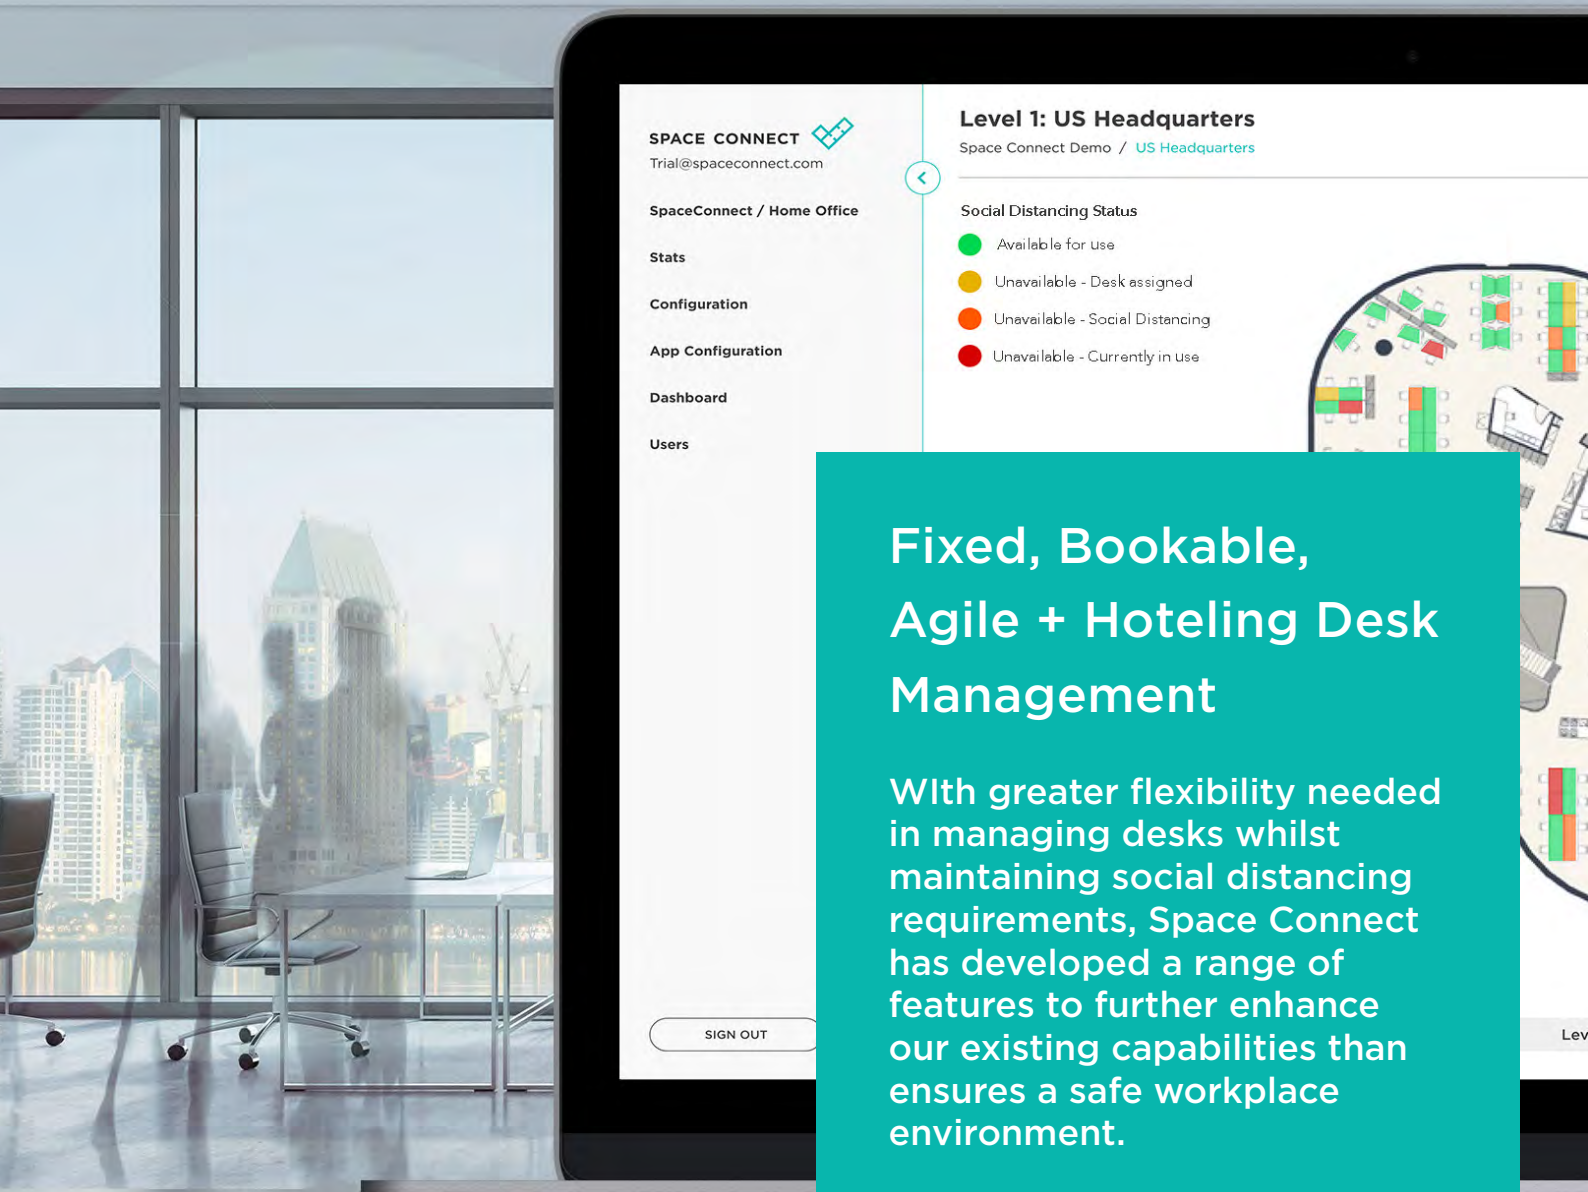 SPACE CONNECT
Trial@spaceconnect.com
SpaceConnect / Home Office
Stats
Configuration
App Configuration
Dashboard
Users
SIGN OUT
Level 1: US Headquarters
Space Connect Demo / US Headquarters
Social Distancing Status
Available for use
Unavailable - Desk assigned
Unavailable - Social Distancing
Unavailable - Currently in use
Fixed, Bookable,
Agile + Hoteling Desk
Management
WIth greater flexibility needed
in managing desks whilst
maintaining social distancing
requirements, Space Connect
has developed a range of
features to further enhance
our existing capabilities than
ensures a safe workplace
environment.
Lev